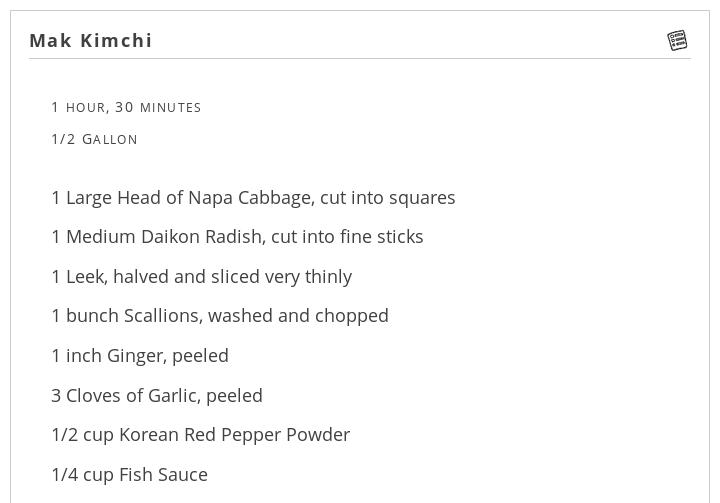 Mak Kimchi
1 HOUR, 30 MINUTES
1/2 GALLON
1 Large Head of Napa Cabbage, cut into squares
1 Medium Daikon Radish, cut into fine sticks
1 Leek, halved and sliced very thinly
1 bunch Scallions, washed and chopped
1 inch Ginger, peeled
3 Cloves of Garlic, peeled
1/2 cup Korean Red Pepper Powder
1/4 cup Fish Sauce